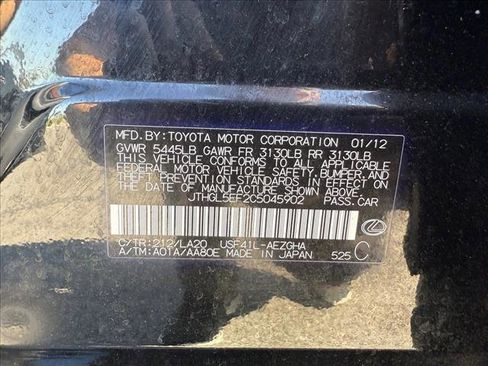 MFD.BY:TOYOTA MOTOR CORPORATION 01/12
GVWR 5445LB GAWR FR 3130LB RR 3130LB
THIS VEHICLE CONFORMS TO ALL APPLICABLE
FEDERAL MOTOR VEHICLE SAFETY,BUMPER,AND
THEFT PREVENTION STANDARDS IN EFFECT ON
THE DATE OF MANUFACTURE SHOWN ABOVE.
JTHGL5EF2C5045902 PASS.CAR
C/TR:212/LA20 USF41L-AEZGHA
A/TM:A01A/AA80E MADE IN JAPAN 525 C